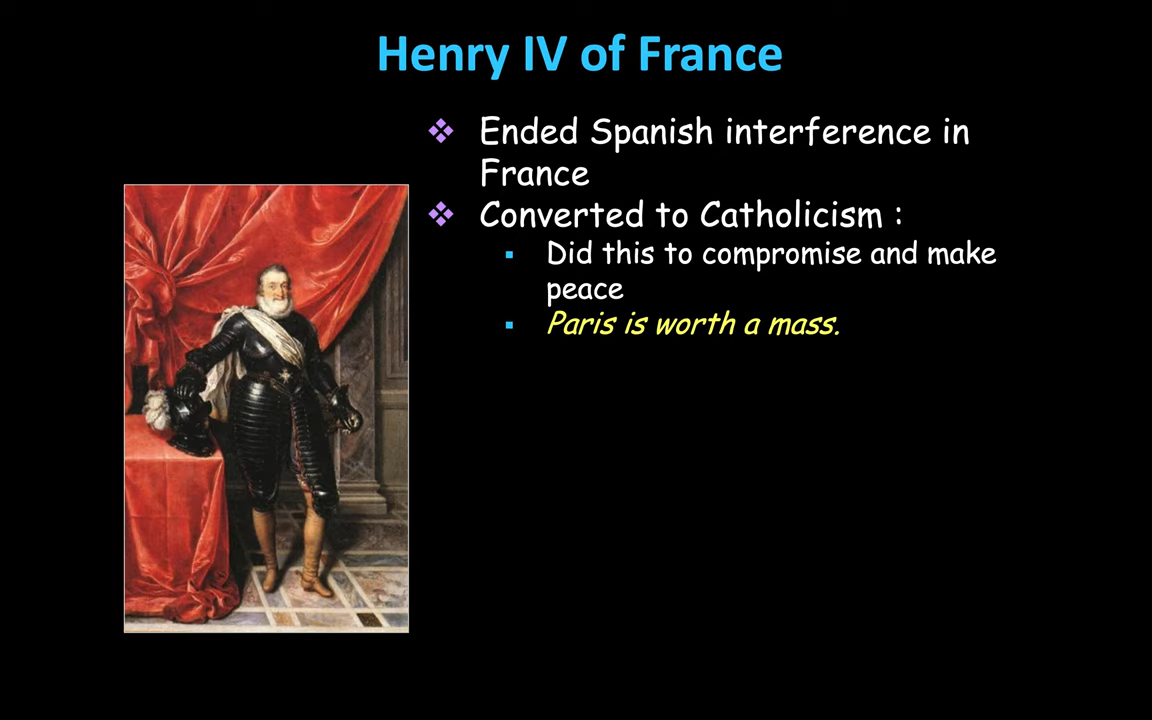 Henry IV of France
❖ Ended Spanish interference in
France
❖ Converted to Catholicism :
▪ Did this to compromise and make
peace
▪ Paris is worth a mass.